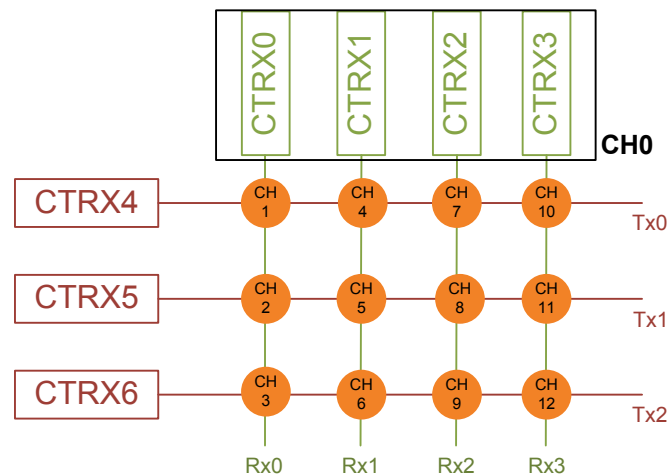 CTRX0
CTRX1
CTRX2
CTRX3
CH0
CTRX4
CH
1
CH
4
CH
7
CH
10
Tx0
CTRX5
CH
2
CH
5
CH
8
CH
11
Tx1
CTRX6
CH
3
CH
6
CH
9
CH
12
Tx2
Rx0
Rx1
Rx2
Rx3